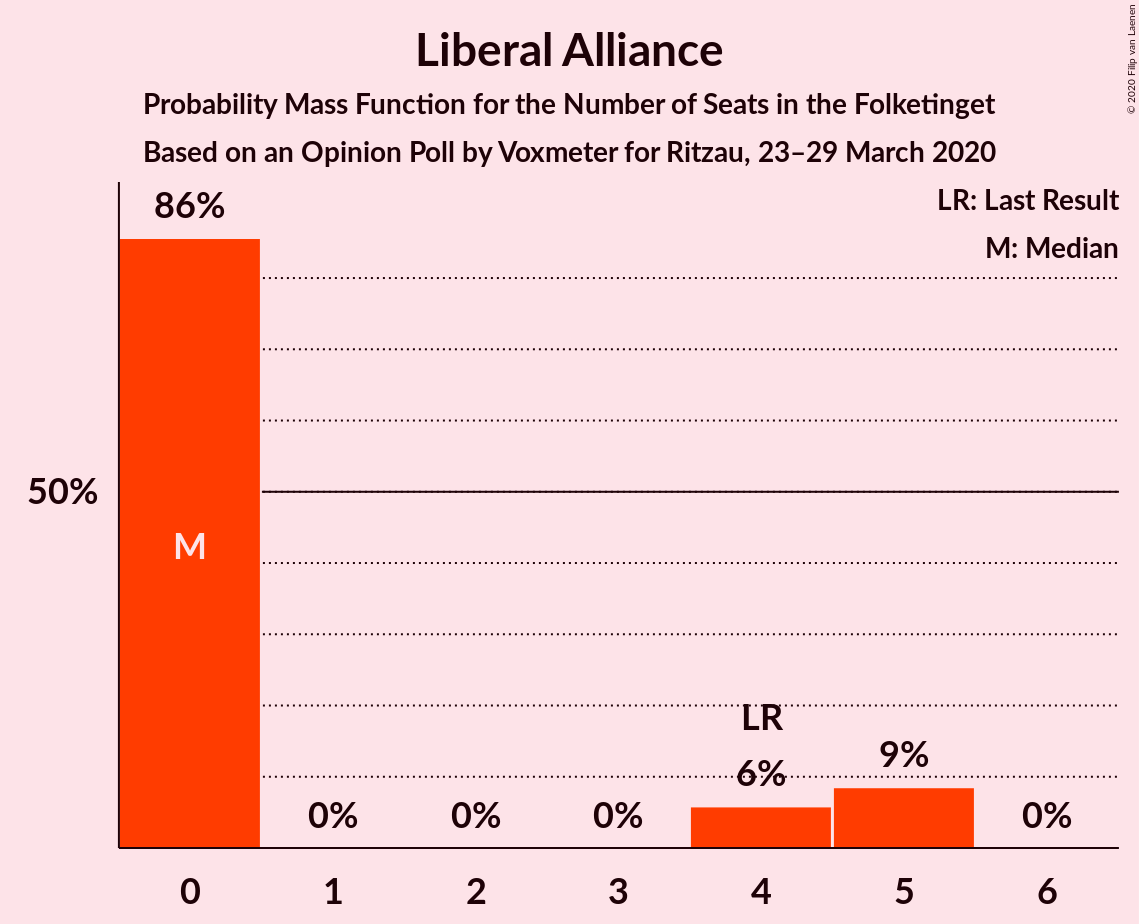 Liberal Alliance
Probability Mass Function for the Number of Seats in the Folketinget
Based on an Opinion Poll by Voxmeter for Ritzau, 23–29 March 2020
© 2020 Filip van Laenen
LR: Last Result
M: Median
86%
50%
M
LR
0%
0%
0%
6%
9%
0%
0
1
2
3
4
5
6